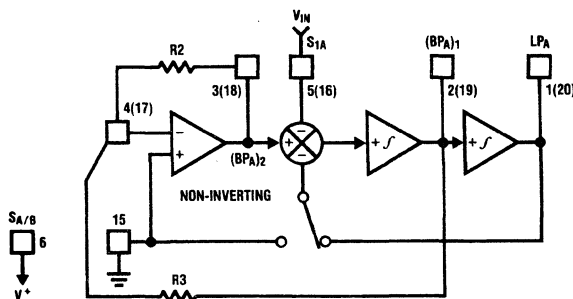 V_IN
S_1A
(BP_A)_1
LP_A
R2
3(18)
5(16)
2(19)
1(20)
4(17)
−
+
+
−
−
+ ∫
+ ∫
(BP_A)_2
NON-INVERTING
S_A/B
6
15
V+
R3